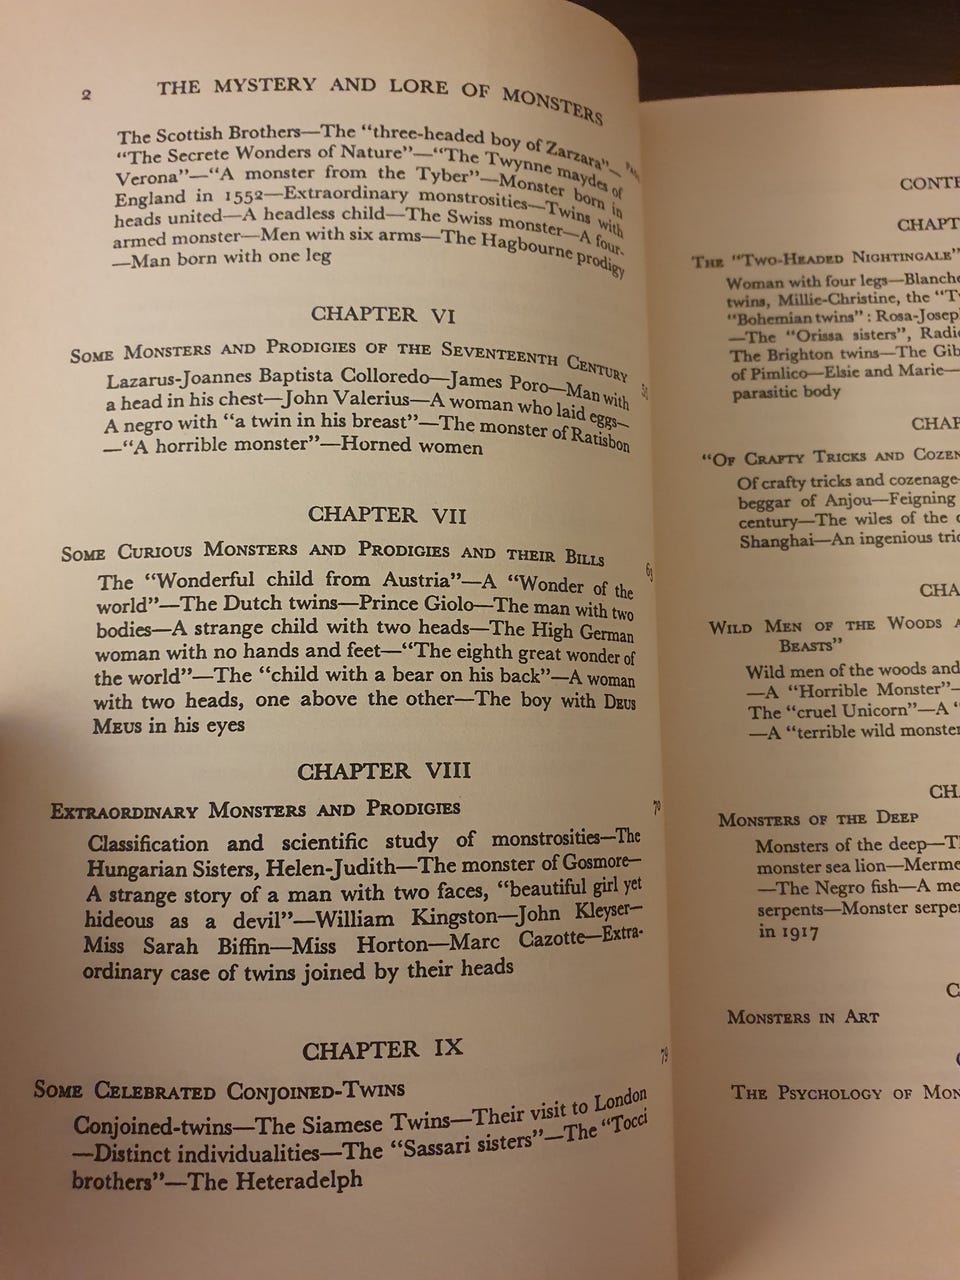 2 THE MYSTERY AND LORE OF MONSTERS
The Scottish Brothers—The “three-headed boy of Zarzara”—
“The Secrete Wonders of Nature”—“The Twynne maydes of
Verona”—“A monster from the Tyber”—Monster born in
England in 1552—Extraordinary monstrosities—Twins with
heads united—A headless child—The Swiss monster—A four-
armed monster—Men with six arms—The Hagbourne prodigy
—Man born with one leg
CHAPTER VI
Some Monsters and Prodigies of the Seventeenth Century
Lazarus-Joannes Baptista Colloredo—James Poro—Man with
a head in his chest—John Valerius—A woman who laid eggs—
A negro with “a twin in his breast”—The monster of Ratisbon
—“A horrible monster”—Horned women
CHAPTER VII
Some Curious Monsters and Prodigies and their Bills
The “Wonderful child from Austria”—A “Wonder of the
world”—The Dutch twins—Prince Giolo—The man with two
bodies—A strange child with two heads—The High German
woman with no hands and feet—“The eighth great wonder of
the world”—The “child with a bear on his back”—A woman
with two heads, one above the other—The boy with Deus
Meus in his eyes
CHAPTER VIII
Extraordinary Monsters and Prodigies 70
Classification and scientific study of monstrosities—The
Hungarian Sisters, Helen-Judith—The monster of Gosmore—
A strange story of a man with two faces, “beautiful girl yet
hideous as a devil”—William Kingston—John Kleyser—
Miss Sarah Biffin—Miss Horton—Marc Cazotte—Extra-
ordinary case of twins joined by their heads
CHAPTER IX
Some Celebrated Conjoined-Twins 79
Conjoined-twins—The Siamese Twins—Their visit to London
—Distinct individualities—The “Sassari sisters”—The “Tocci
brothers”—The Heteradelph
CONTE
CHAPT
The “Two-Headed Nightingale”
Woman with four legs—Blanche
twins, Millie-Christine, the “T
“Bohemian twins”: Rosa-Josep
—The “Orissa sisters”, Radi
The Brighton twins—The Gib
of Pimlico—Elsie and Marie—
parasitic body
CHAP
“Of Crafty Tricks and Cozen
Of crafty tricks and cozenage—
beggar of Anjou—Feigning
century—The wiles of the
Shanghai—An ingenious tri
CHA
Wild Men of the Woods
Beasts”
Wild men of the woods and
—A “Horrible Monster”—
The “cruel Unicorn”—A “
—A “terrible wild monste
CH
Monsters of the Deep
Monsters of the deep—T
monster sea lion—Merme
—The Negro fish—A me
serpents—Monster serpe
in 1917
C
Monsters in Art
The Psychology of Mon